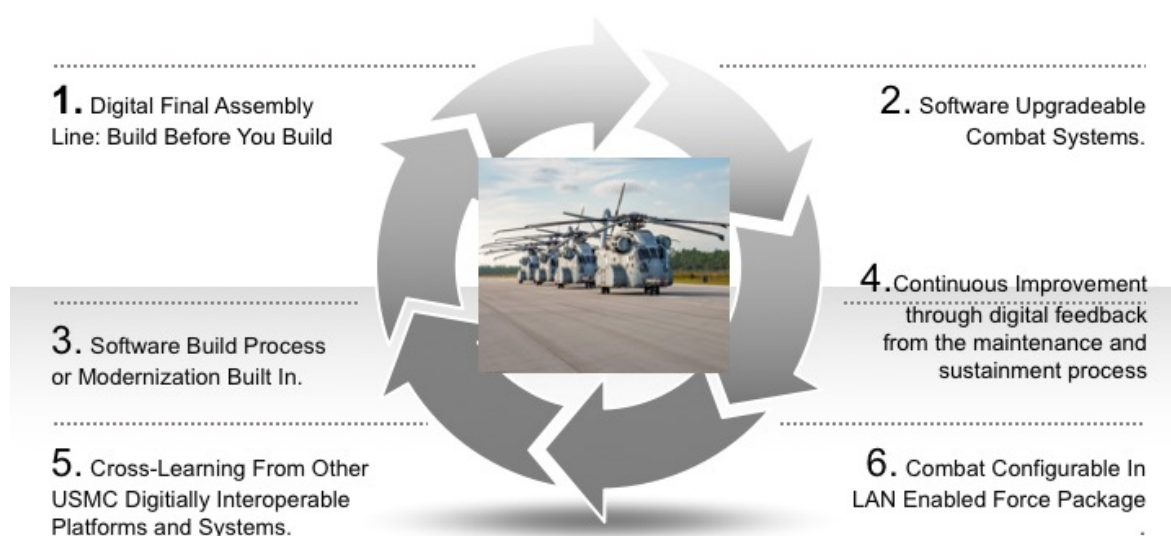 1. Digital Final Assembly
Line: Build Before You Build
2. Software Upgradeable
Combat Systems.
3. Software Build Process
or Modernization Built In.
4.Continuous Improvement
through digital feedback
from the maintenance and
sustainment process
5. Cross-Learning From Other
USMC Digitially Interoperable
Platforms and Systems.
6. Combat Configurable In
LAN Enabled Force Package
.